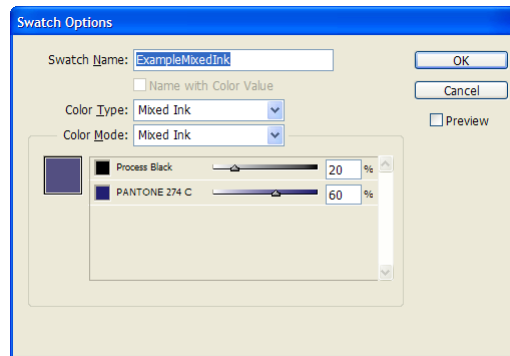 Swatch Options
Swatch Name: ExampleMixedInk
OK
Name with Color Value
Cancel
Color Type: Mixed Ink
Preview
Color Mode: Mixed Ink
Process Black 20 %
PANTONE 274 C 60 %